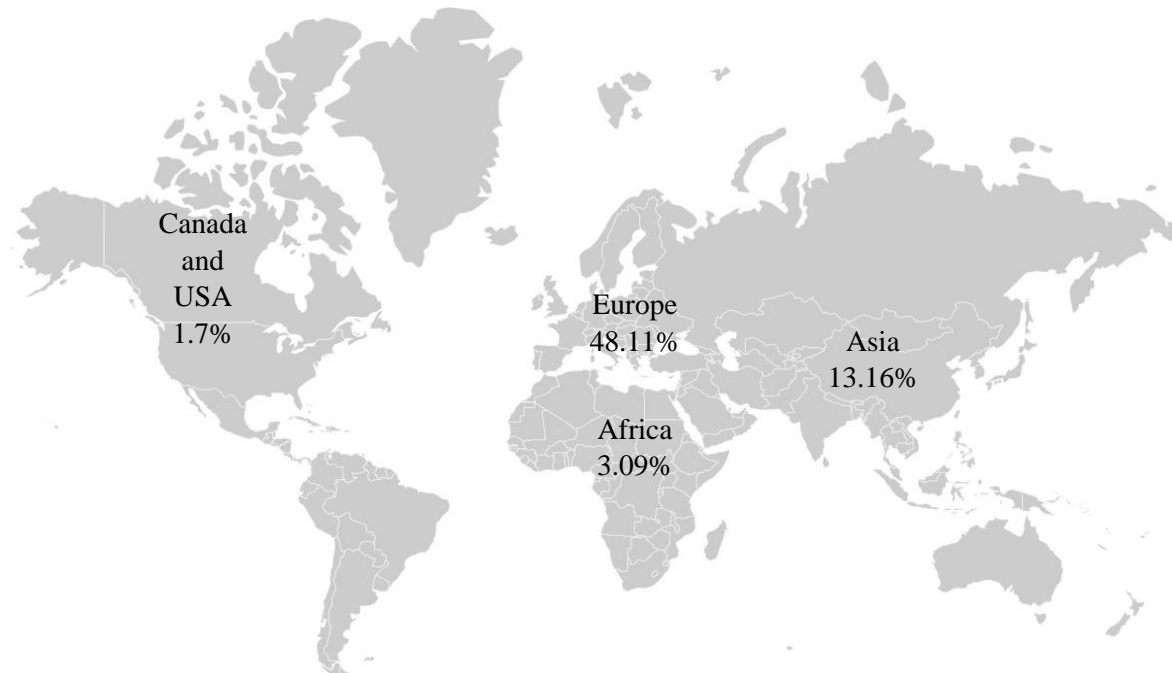 Canada
and
USA
1.7%
Europe
48.11%
Asia
13.16%
Africa
3.09%